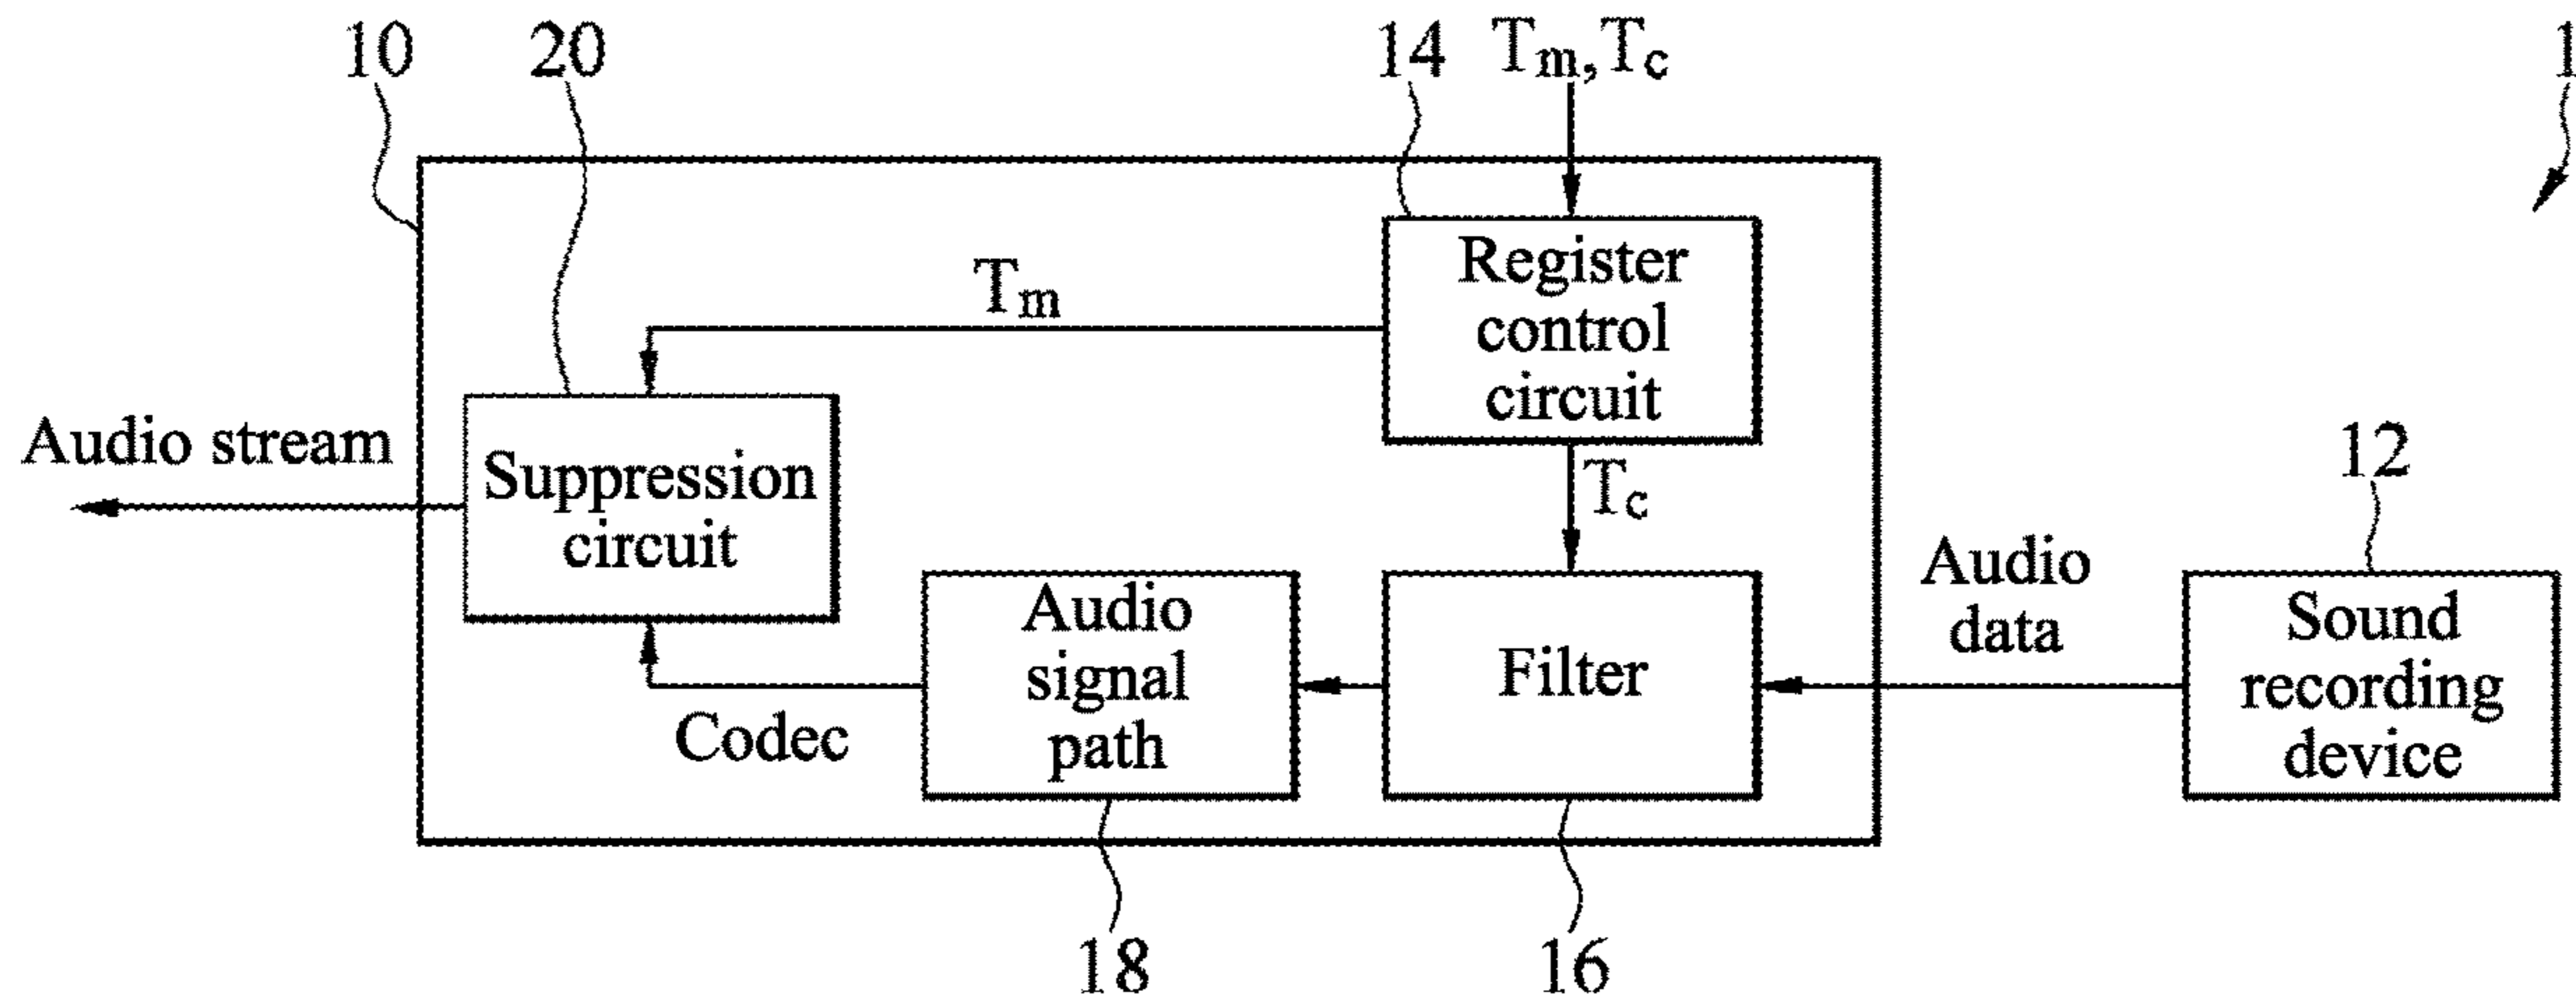 10
20
14
Tm,Tc
1
Register
control
circuit
Tm
Audio stream
Suppression
circuit
Tc
12
Audio
data
Sound
recording
device
Filter
Audio
signal
path
Codec
18
16